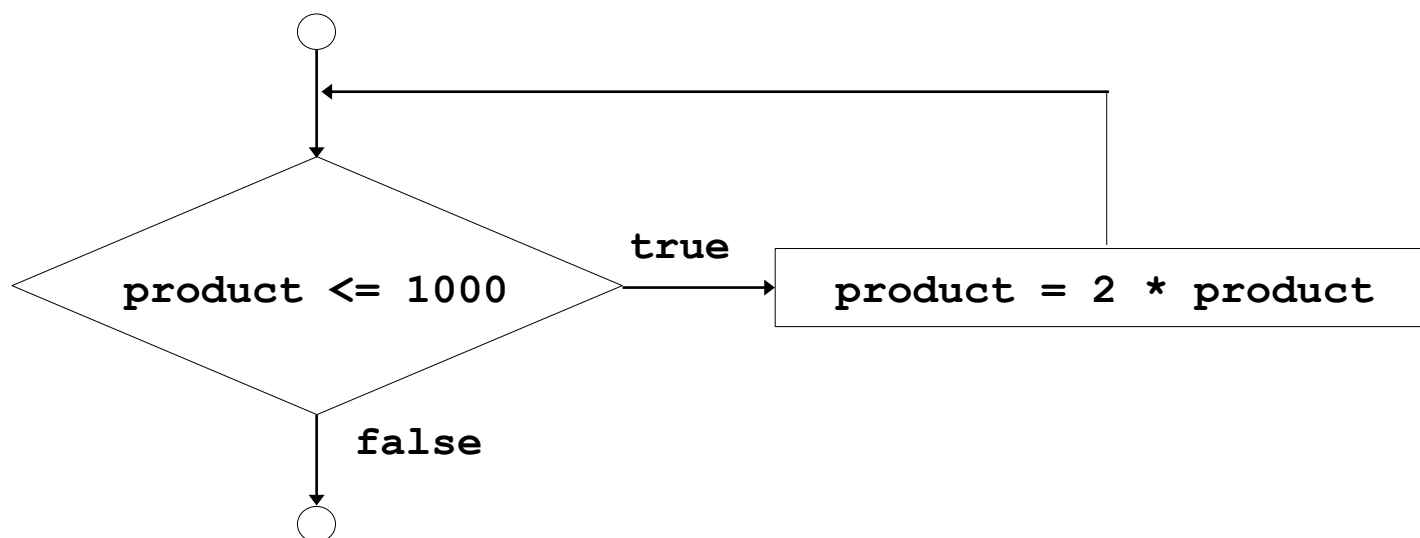 true
product <= 1000
product = 2 * product
false